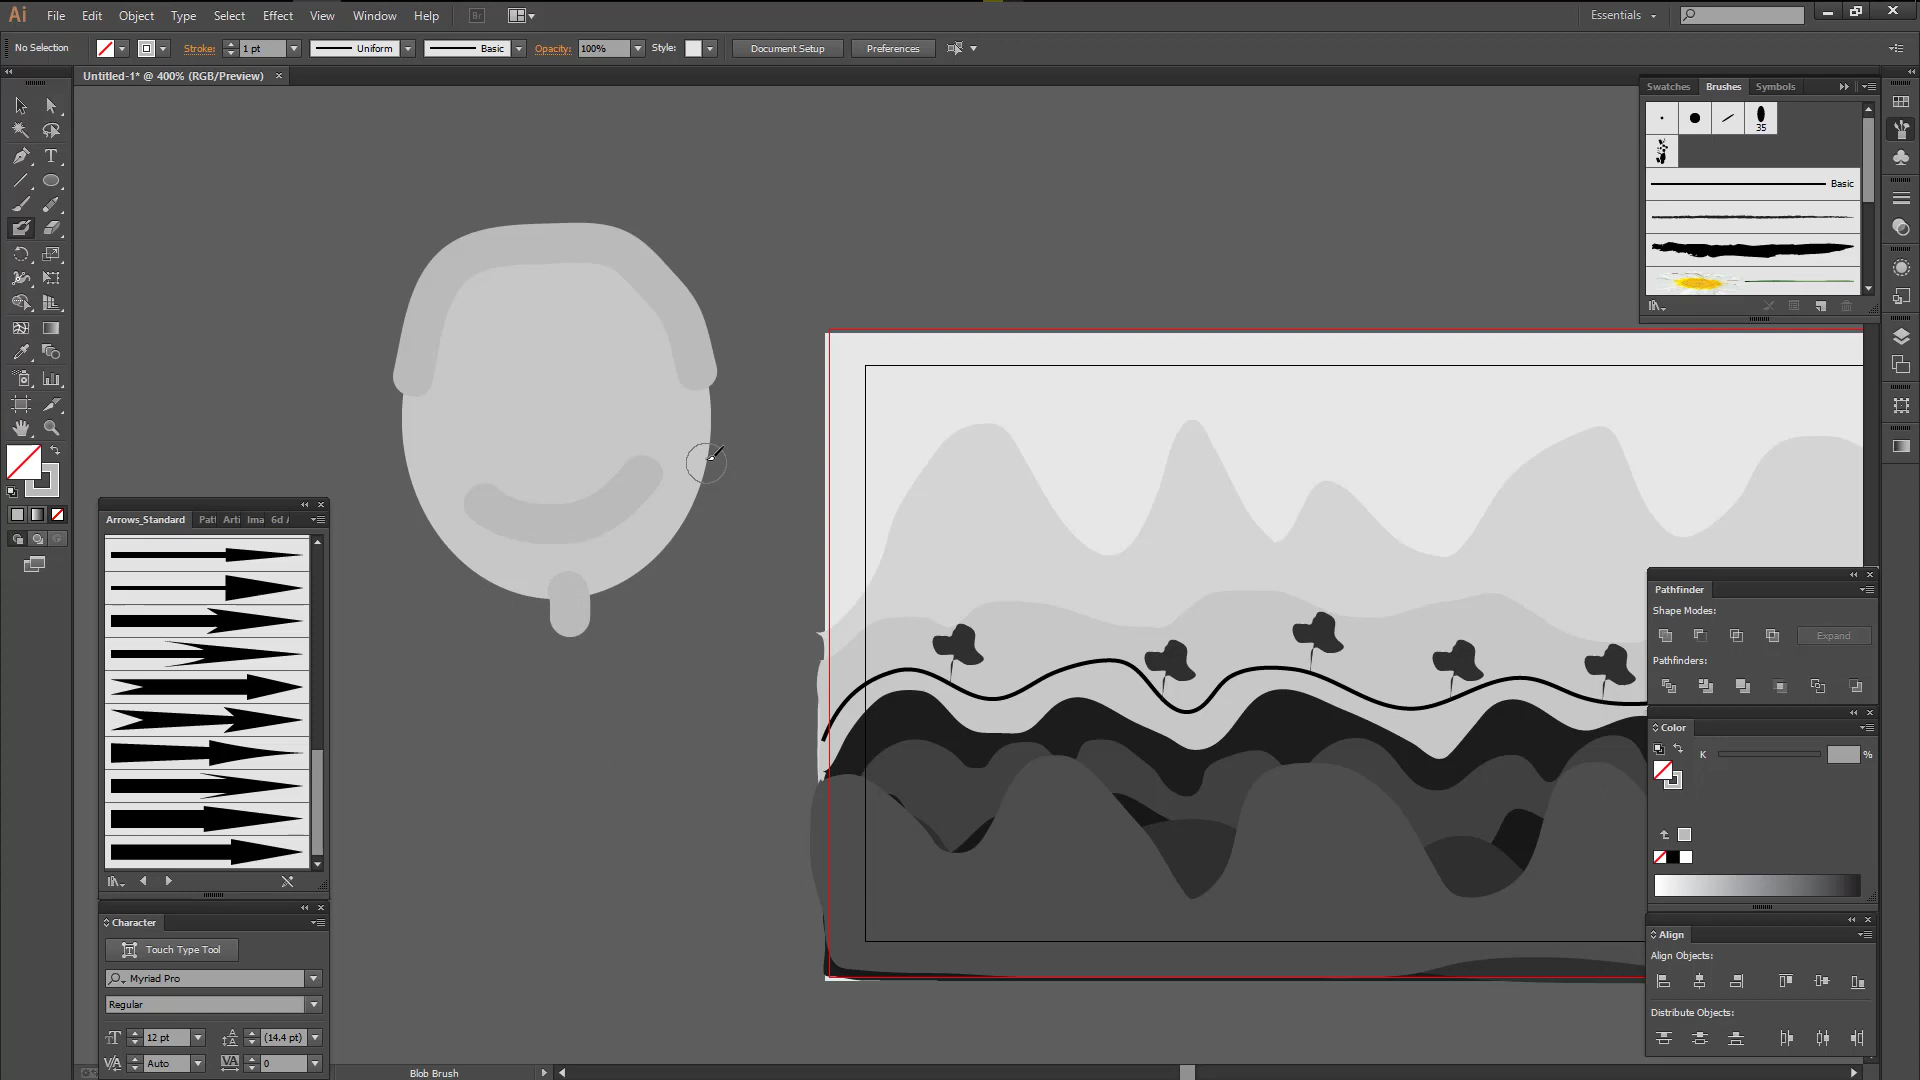 Ai File Edit Object Type Select Effect View Window Help Br Essentials
No Selection Stroke: 1 pt Uniform Basic Opacity: 100% Style: Document Setup Preferences
Untitled-1* @ 400% (RGB/Preview)
Swatches Brushes Symbols
35
Basic
Arrows_Standard Pat Arti Ima 6d
Pathfinder
Shape Modes:
Expand
Pathfinders:
Color
K %
Character
Touch Type Tool
Myriad Pro
Regular
12 pt (14.4 pt)
Auto 0
Align
Align Objects:
Distribute Objects:
Blob Brush